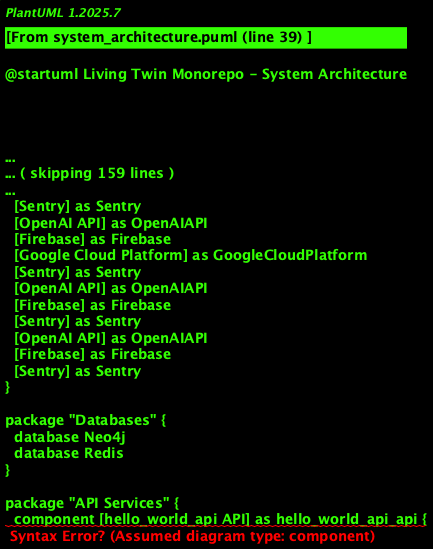 PlantUML 1.2025.7
[From system_architecture.puml (line 39) ]
@startuml Living Twin Monorepo - System Architecture
...
... ( skipping 159 lines )
...
[Sentry] as Sentry
[OpenAI API] as OpenAIAPI
[Firebase] as Firebase
[Google Cloud Platform] as GoogleCloudPlatform
[Sentry] as Sentry
[OpenAI API] as OpenAIAPI
[Firebase] as Firebase
[Sentry] as Sentry
[OpenAI API] as OpenAIAPI
[Firebase] as Firebase
[Sentry] as Sentry
}
package "Databases" {
database Neo4j
database Redis
}
package "API Services" {
component [hello_world_api API] as hello_world_api_api {
Syntax Error? (Assumed diagram type: component)